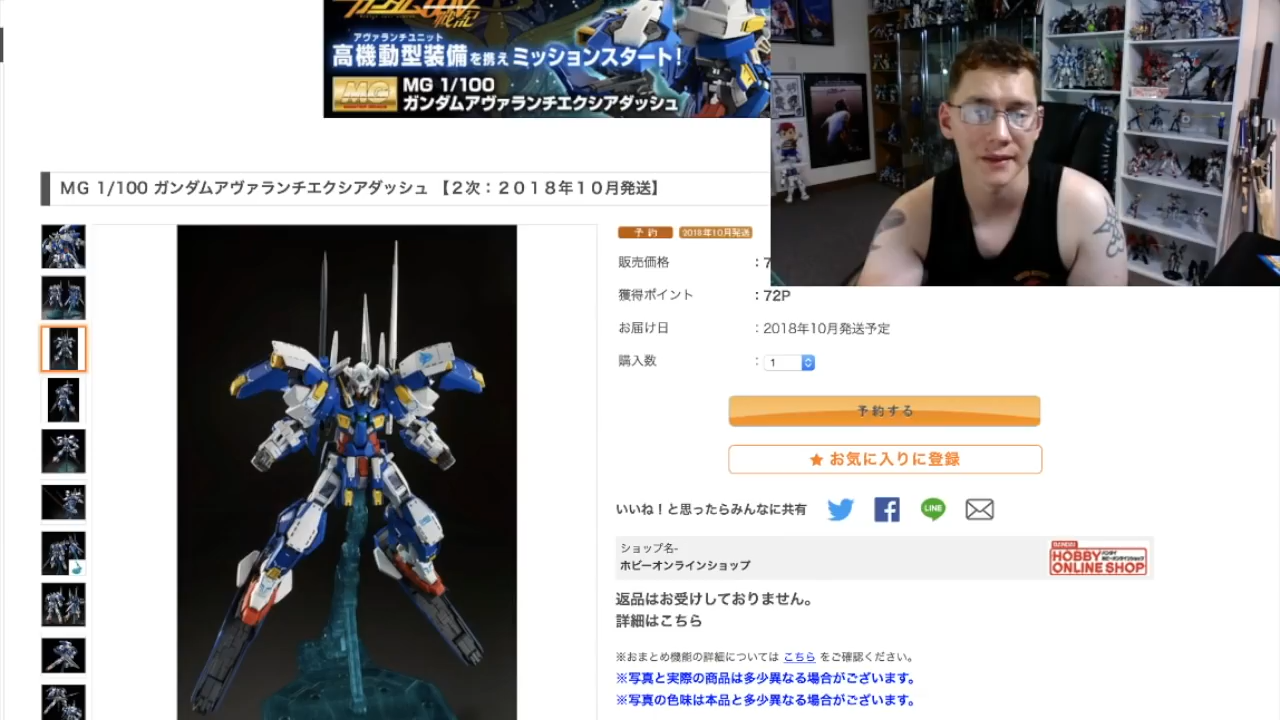 ガンダム
戦記
アヴァランチユニット
高機動型装備を携えミッションスタート!
MG
MG 1/100
ガンダムアヴァランチエクシアダッシュ
MG 1/100 ガンダムアヴァランチエクシアダッシュ 【２次：２０１８年１０月発送】
予約 2018年10月発送
販売価格 : 7
獲得ポイント : 72P
お届け日 : 2018年10月発送予定
購入数 : 1
予約する
★ お気に入りに登録
いいね！と思ったらみんなに共有
LINE
ショップ名-
ホビーオンラインショップ
BANDAI
HOBBY
ONLINE SHOP
返品はお受けしておりません。
詳細はこちら
※おまとめ機能の詳細については こちら をご確認ください。
※写真と実際の商品は多少異なる場合がございます。
※写真の色味は本品と多少異なる場合がございます。